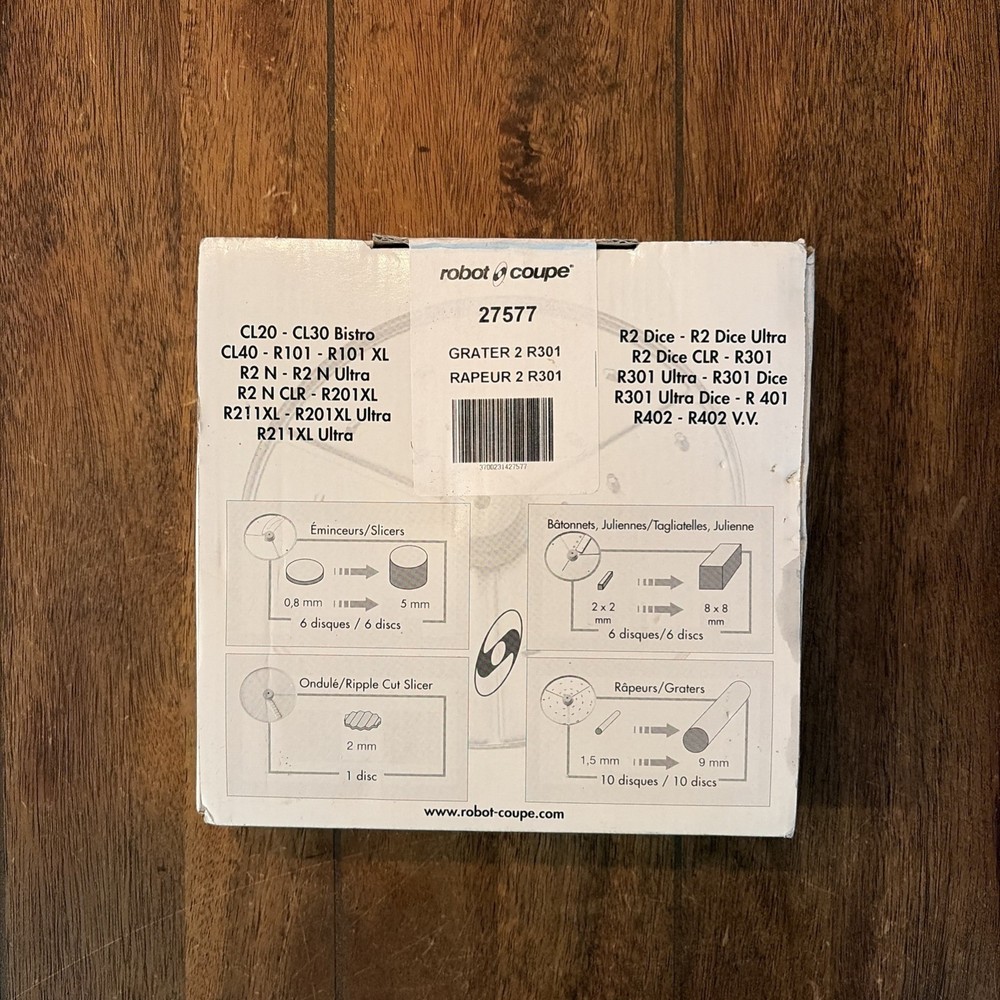 robot coupe®
27577
GRATER 2 R301
RAPEUR 2 R301
3700231427577
CL20 - CL30 Bistro
CL40 - R101 - R101 XL
R2 N - R2 N Ultra
R2 N CLR - R201XL
R211XL - R201XL Ultra
R211XL Ultra
R2 Dice - R2 Dice Ultra
R2 Dice CLR - R301
R301 Ultra - R301 Dice
R301 Ultra Dice - R 401
R402 - R402 V.V.
Éminceurs/Slicers
0,8 mm
5 mm
6 disques / 6 discs
Bâtonnets, Juliennes/Tagliatelles, Julienne
2 x 2
mm
8 x 8
mm
6 disques/6 discs
Ondulé/Ripple Cut Slicer
2 mm
1 disc
Râpeurs/Graters
1,5 mm
9 mm
10 disques / 10 discs
www.robot-coupe.com